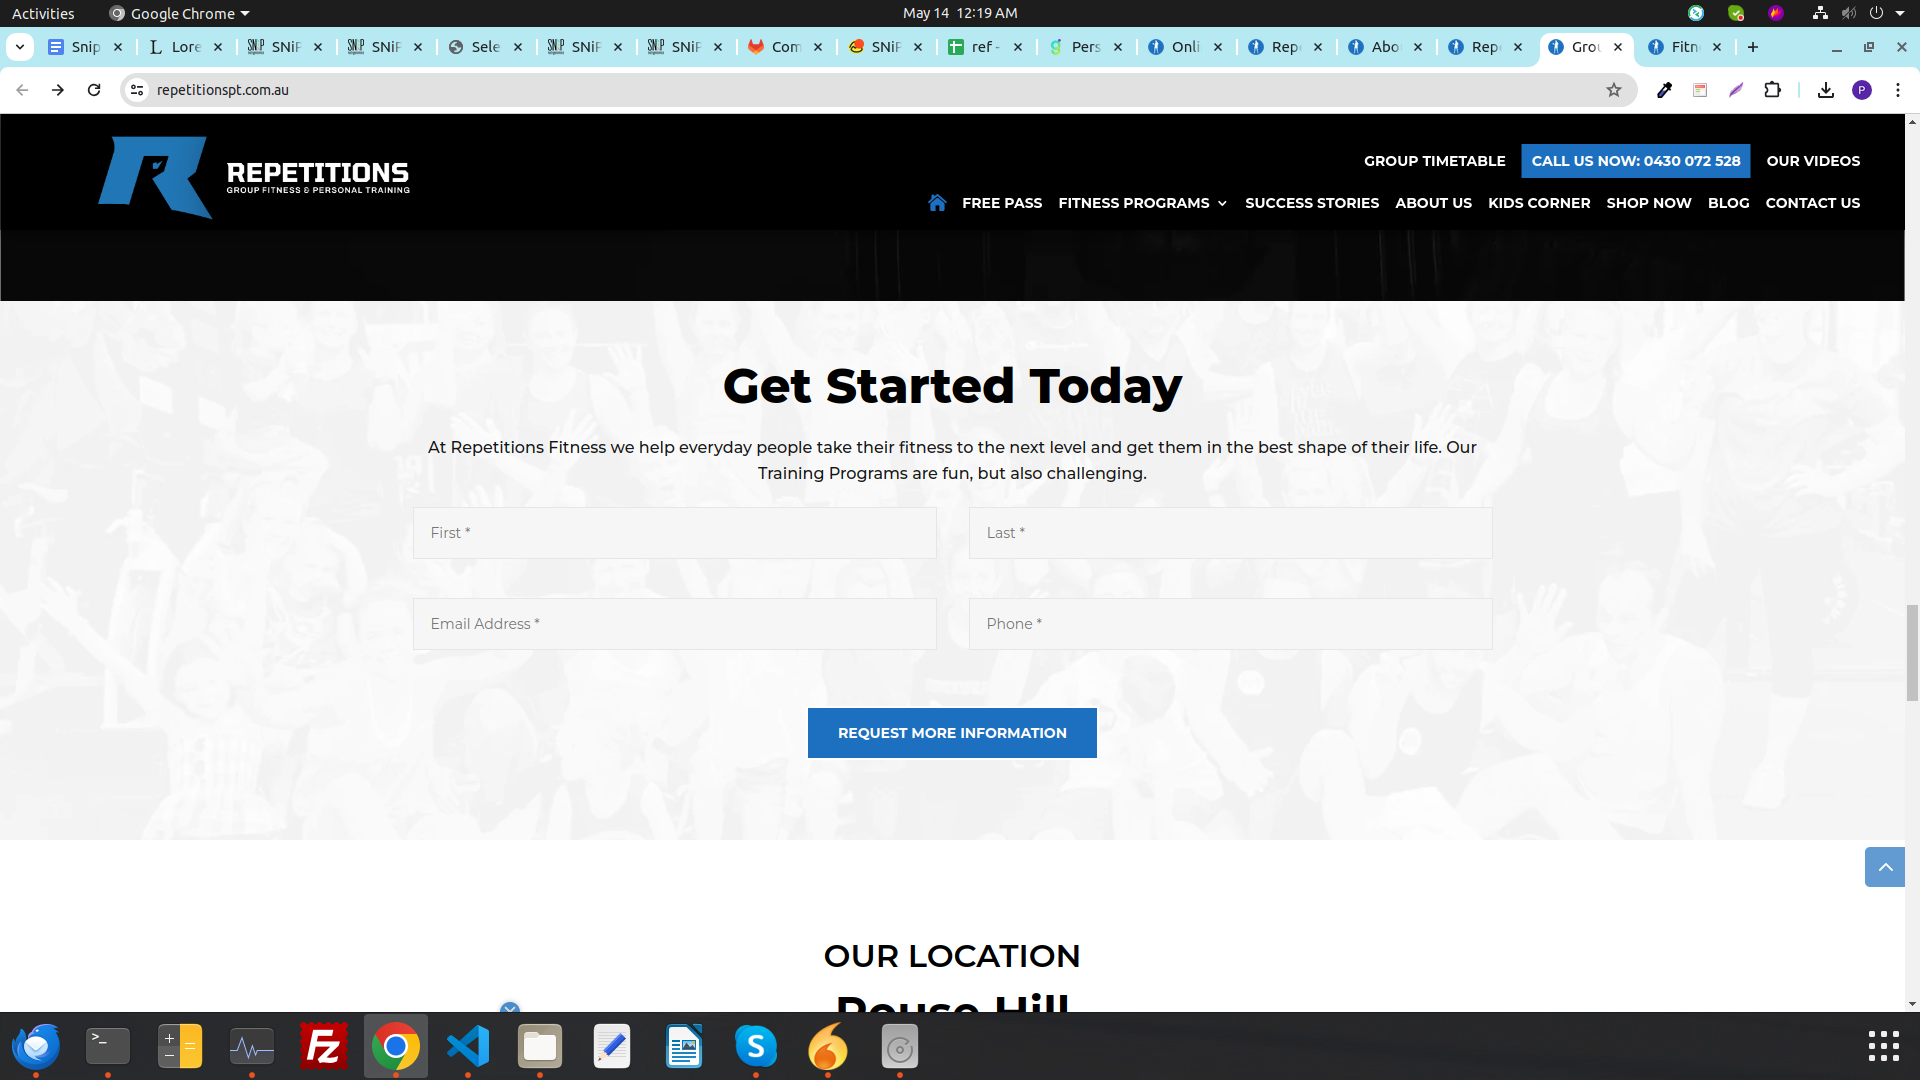 Activities
Google Chrome
May 14 12:19 AM
Snip
Lore
SNiP
SNiP
Sele
SNiP
SNiP
Com
SNiP
ref -
Pers
Onli
Rep
Abo
Rep
Grou
Fitn
repetitionspt.com.au
P
REPETITIONS
GROUP FITNESS & PERSONAL TRAINING
GROUP TIMETABLE
CALL US NOW: 0430 072 528
OUR VIDEOS
FREE PASS
FITNESS PROGRAMS
SUCCESS STORIES
ABOUT US
KIDS CORNER
SHOP NOW
BLOG
CONTACT US
Get Started Today
At Repetitions Fitness we help everyday people take their fitness to the next level and get them in the best shape of their life. Our
Training Programs are fun, but also challenging.
First *
Last *
Email Address *
Phone *
REQUEST MORE INFORMATION
OUR LOCATION
Rouse Hill